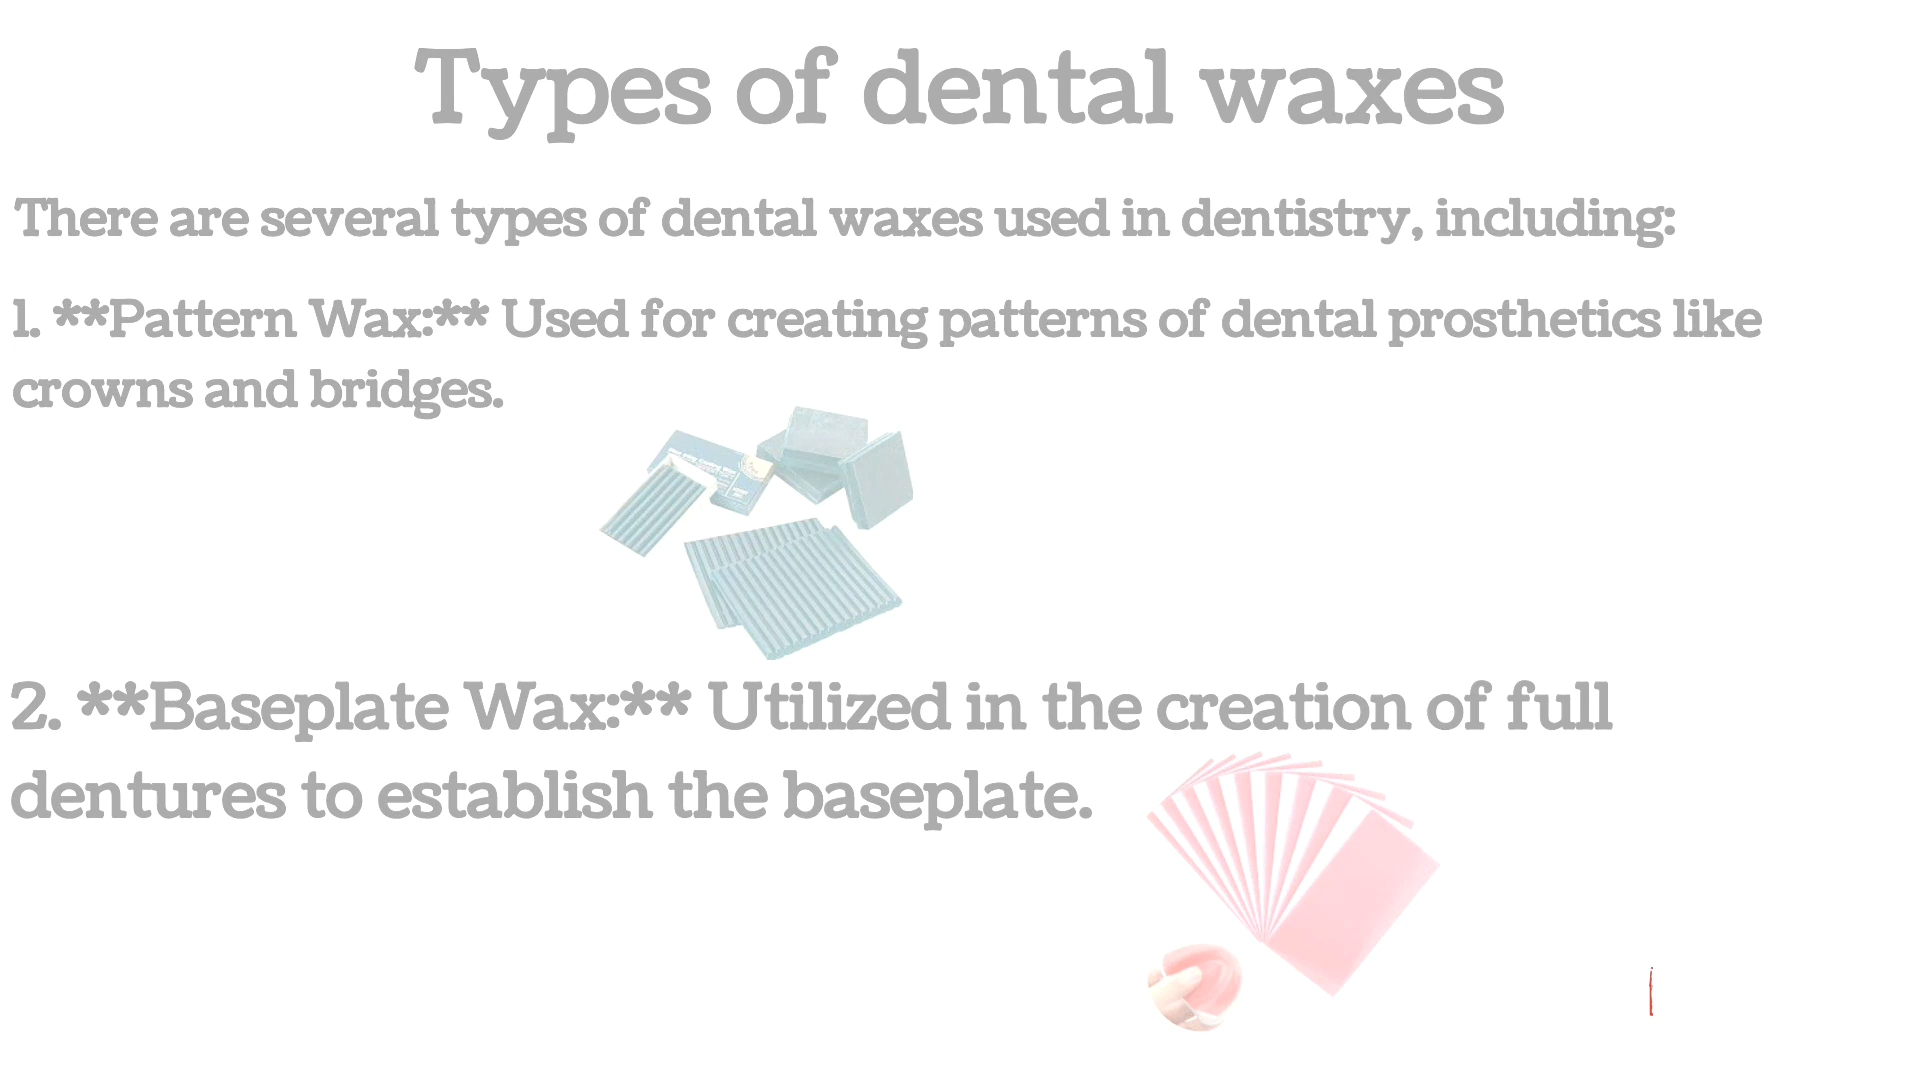 Types of dental waxes
There are several types of dental waxes used in dentistry, including:
1. **Pattern Wax:** Used for creating patterns of dental prosthetics like
crowns and bridges.
2. **Baseplate Wax:** Utilized in the creation of full
dentures to establish the baseplate.